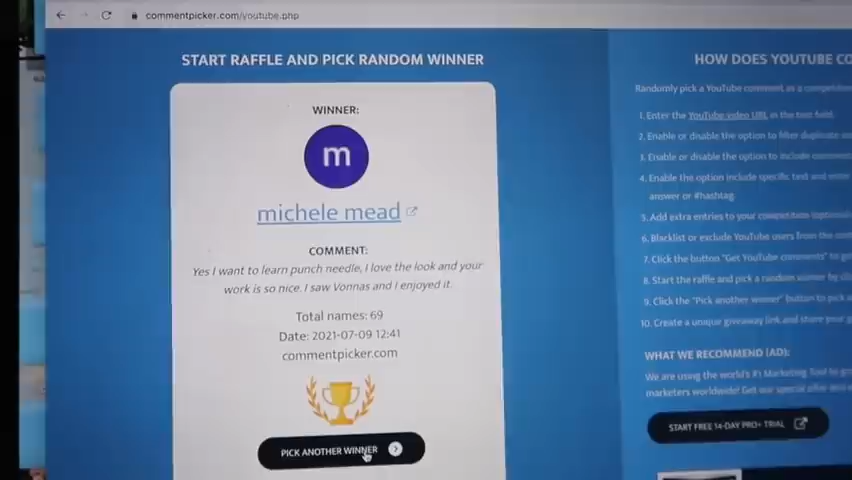 commentpicker.com/youtube.php
START RAFFLE AND PICK RANDOM WINNER
WINNER:
m
michele mead
COMMENT:
Yes I want to learn punch needle, I love the look and your
work is so nice. I saw Vonnas and I enjoyed it.
Total names: 69
Date: 2021-07-09 12:41
commentpicker.com
PICK ANOTHER WINNER
HOW DOES YOUTUBE CO
Randomly pick a YouTube comment as a
1. Enter the YouTube video URL in the text field.
2. Enable or disable the option to filter duplicate
3. Enable or disable the option to include
4. Enable the option include specific text and
answer or #hashtag.
5. Add extra entries to your competition
6. Blacklist or exclude YouTube users from the
7. Click the button "Get YouTube comments" to
8. Start the raffle and pick a random winner by
9. Click the "Pick another winner" button to pick
10. Create a unique giveaway link and share your
WHAT WE RECOMMEND (AD):
We are using the world's #1 Marketing Tool to
marketers worldwide! Get our special offer
START FREE 14-DAY PRO+ TRIAL